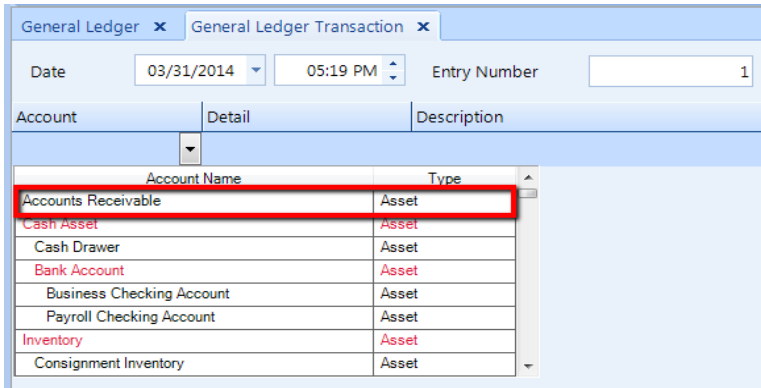 General Ledger x General Ledger Transaction x
Date 03/31/2014 05:19 PM Entry Number 1
Account Detail Description
Account Name Type
Accounts Receivable Asset
Cash Asset Asset
Cash Drawer Asset
Bank Account Asset
Business Checking Account Asset
Payroll Checking Account Asset
Inventory Asset
Consignment Inventory Asset